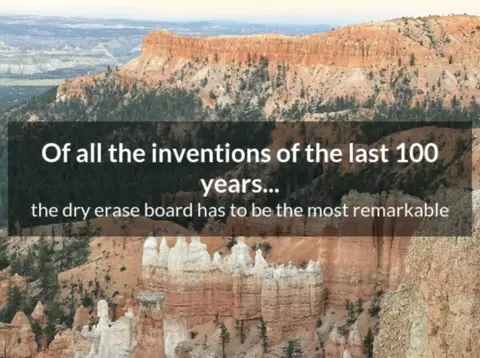 Of all the inventions of the last 100
years...
the dry erase board has to be the most remarkable